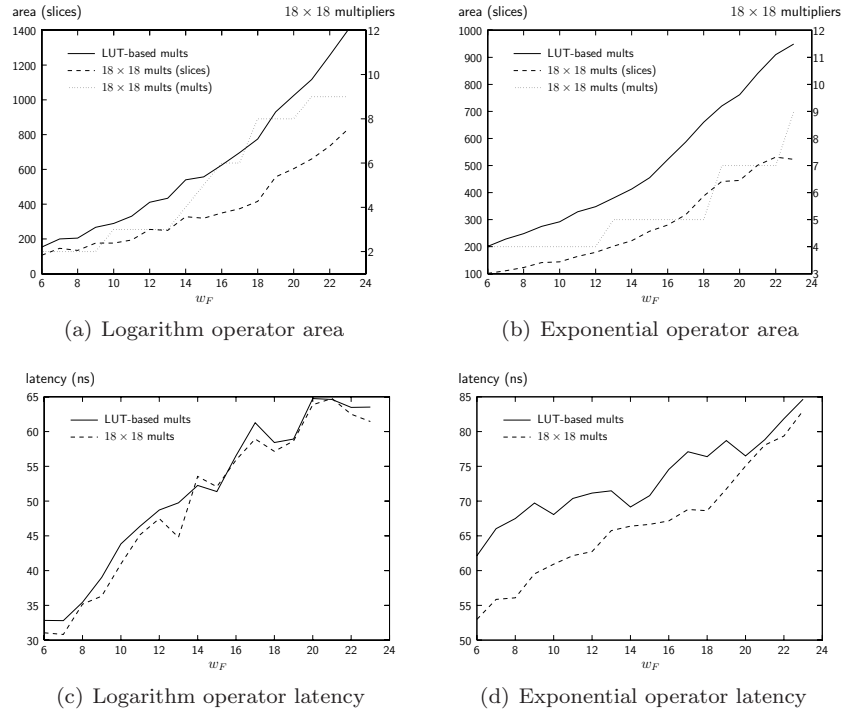 area (slices)
18 × 18 multipliers
1400
1200
1000
800
600
400
200
0
12
10
8
6
4
2
LUT-based mults
18 × 18 mults (slices)
18 × 18 mults (mults)
6 8 10 12 14 16 18 20 22 24
w_F
(a) Logarithm operator area
area (slices)
18 × 18 multipliers
1000
900
800
700
600
500
400
300
200
100
12
11
10
9
8
7
6
5
4
3
LUT-based mults
18 × 18 mults (slices)
18 × 18 mults (mults)
6 8 10 12 14 16 18 20 22 24
w_F
(b) Exponential operator area
latency (ns)
65
60
55
50
45
40
35
30
LUT-based mults
18 × 18 mults
6 8 10 12 14 16 18 20 22 24
w_F
(c) Logarithm operator latency
latency (ns)
85
80
75
70
65
60
55
50
LUT-based mults
18 × 18 mults
6 8 10 12 14 16 18 20 22 24
w_F
(d) Exponential operator latency